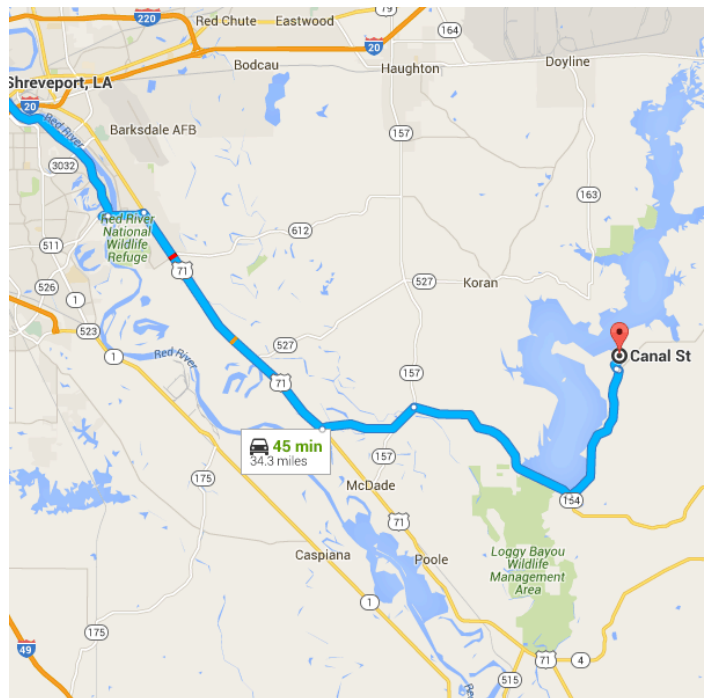 220
Red Chute
Eastwood
79
164
20
Bodcau
Haughton
Doyline
Shreveport, LA
20
Red River
Barksdale AFB
157
3032
163
Red River
National
Wildlife
Refuge
612
511
71
526
1
527
Koran
523
1
Red River
527
Canal St
71
157
45 min
34.3 miles
157
175
McDade
154
71
Caspiana
Poole
Loggy Bayou
Wildlife
Management
Area
1
175
49
71
4
515